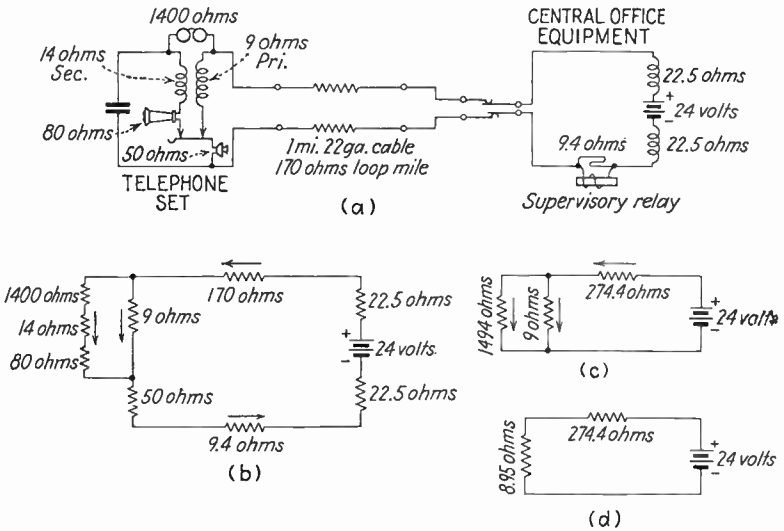 1400 ohms
14 ohms
Sec.
9 ohms
Pri.
80 ohms
50 ohms
TELEPHONE
SET
1 mi. 22 ga. cable
170 ohms loop mile
(a)
CENTRAL OFFICE
EQUIPMENT
22.5 ohms
+
24 volts
-
22.5 ohms
9.4 ohms
Supervisory relay
1400 ohms
14 ohms
80 ohms
9 ohms
170 ohms
22.5 ohms
+
24 volts.
-
22.5 ohms
50 ohms
9.4 ohms
(b)
1494 ohms
9 ohms
274.4 ohms
+
24 volts
-
(c)
8.95 ohms
274.4 ohms
+
24 volts
-
(d)